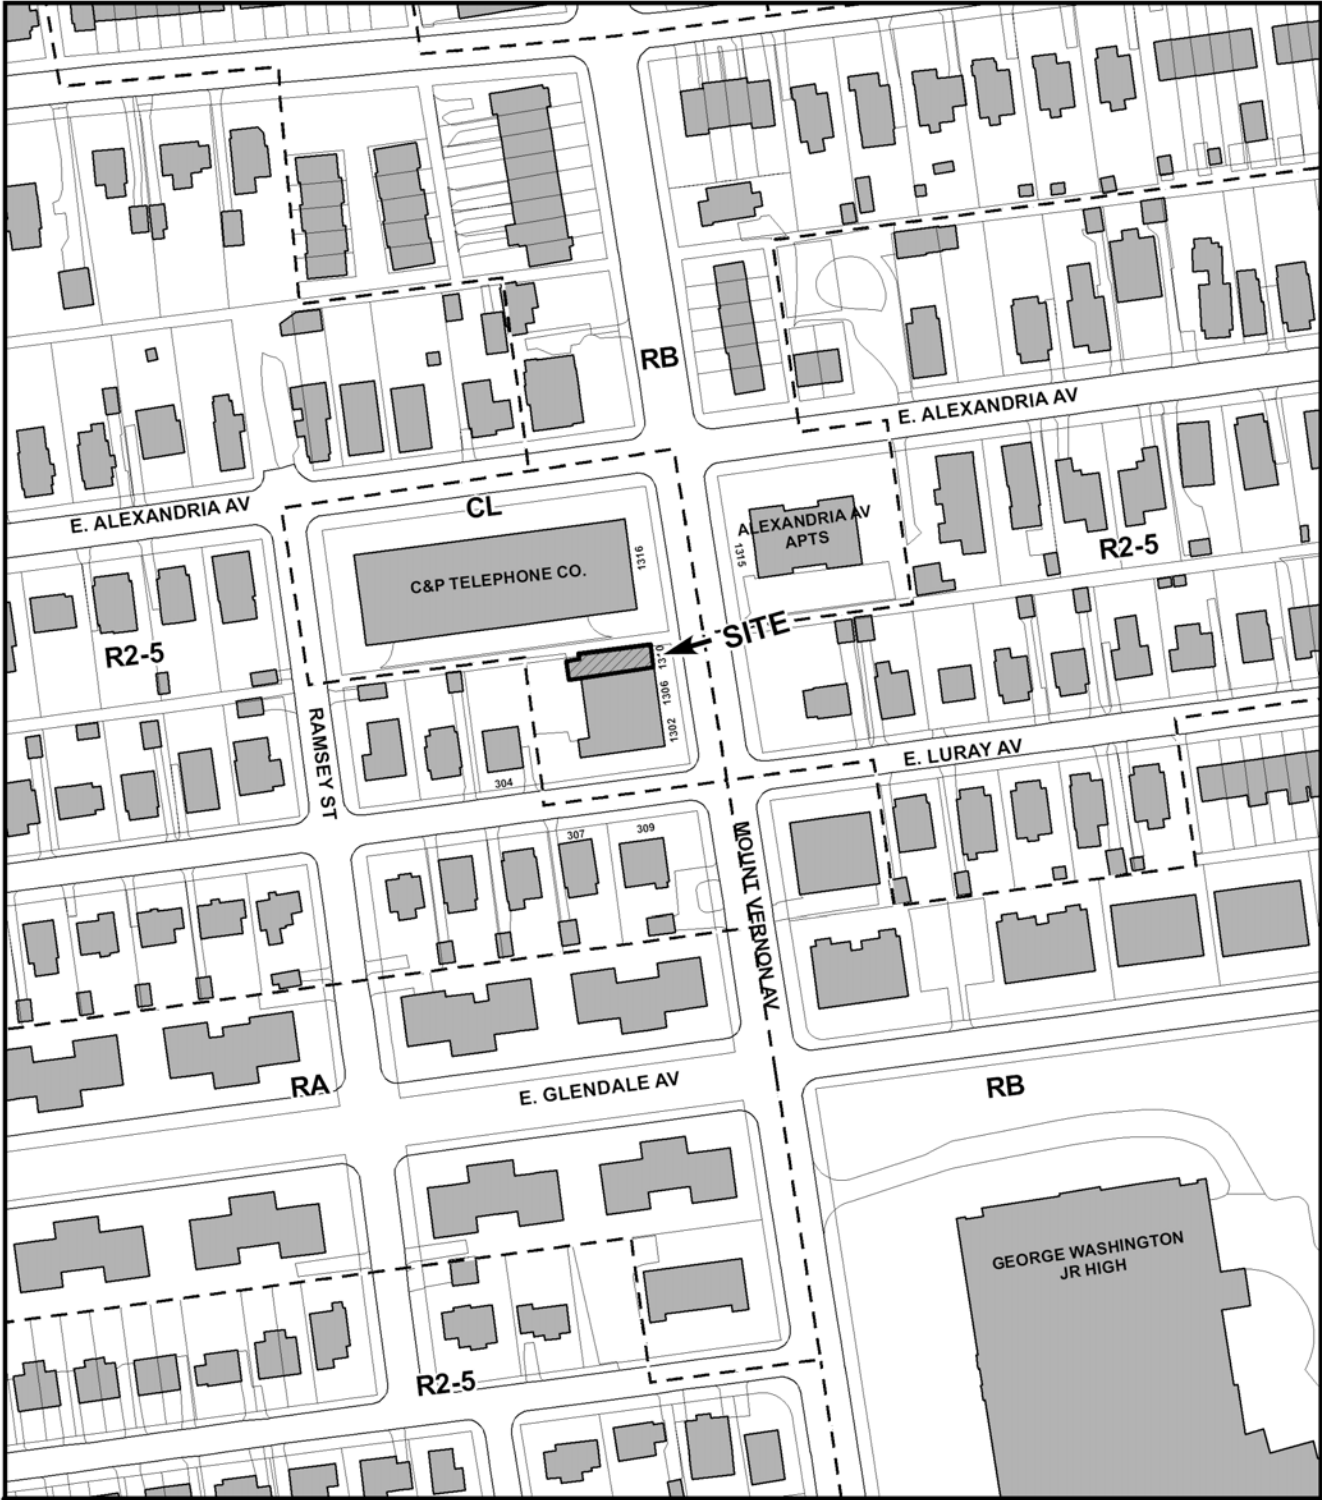 RB
E. ALEXANDRIA AV
E. ALEXANDRIA AV
CL
ALEXANDRIA AV
APTS
1315
1316
C&P TELEPHONE CO.
R2-5
R2-5
SITE
1310
1306
1302
RAMSEY ST
304
E. LURAY AV
307
309
MOUNT VERNON AV
RA
E. GLENDALE AV
RB
GEORGE WASHINGTON
JR HIGH
R2-5